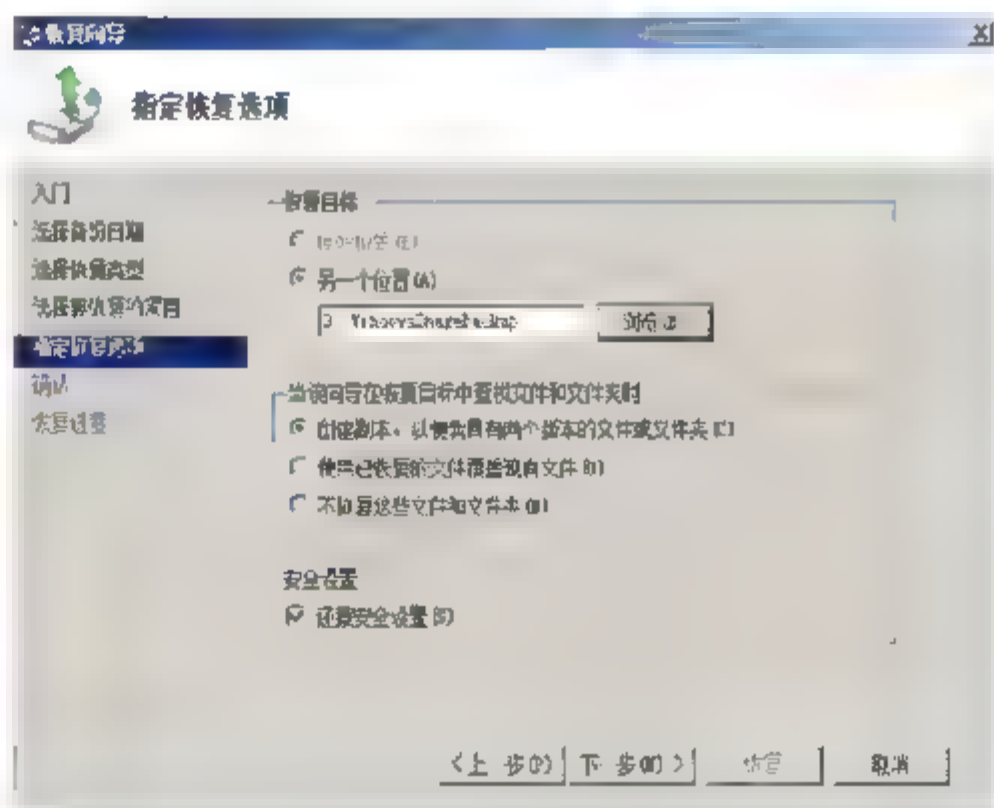 恢复向导
指定恢复选项
入门
选择备份日期
选择恢复类型
选择要恢复的项目
指定恢复选项
确认
恢复进度
恢复目标
另一个位置(A)
浏览
当该向导在恢复目标中查找文件和文件夹时
创建副本，以便我具有两个版本的文件或文件夹(C)
使用已恢复的文件覆盖现有文件
不恢复这些文件和文件夹
安全设置
还原安全设置(S)
<上一步(P)
下一步(N) >
恢复
取消